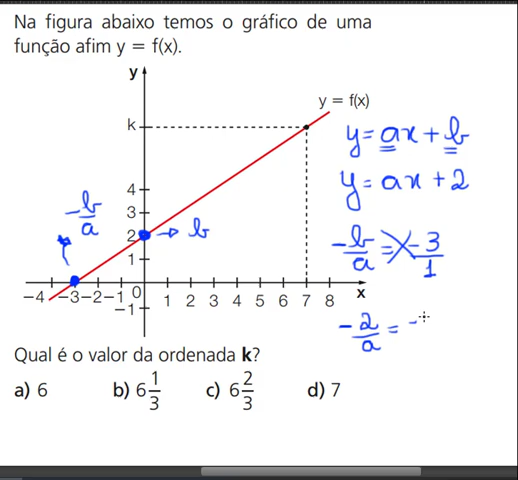 Na figura abaixo temos o gráfico de uma
função afim y = f(x).
y
y = f(x)
k
4
3
2
1
−4 −3 −2 −1 0 1 2 3 4 5 6 7 8 x
−1
-b/a
→ b
y = ax + b
y = ax + 2
-b/a = -3/1
-2/a = -
Qual é o valor da ordenada k?
a) 6 b) 6 1/3 c) 6 2/3 d) 7